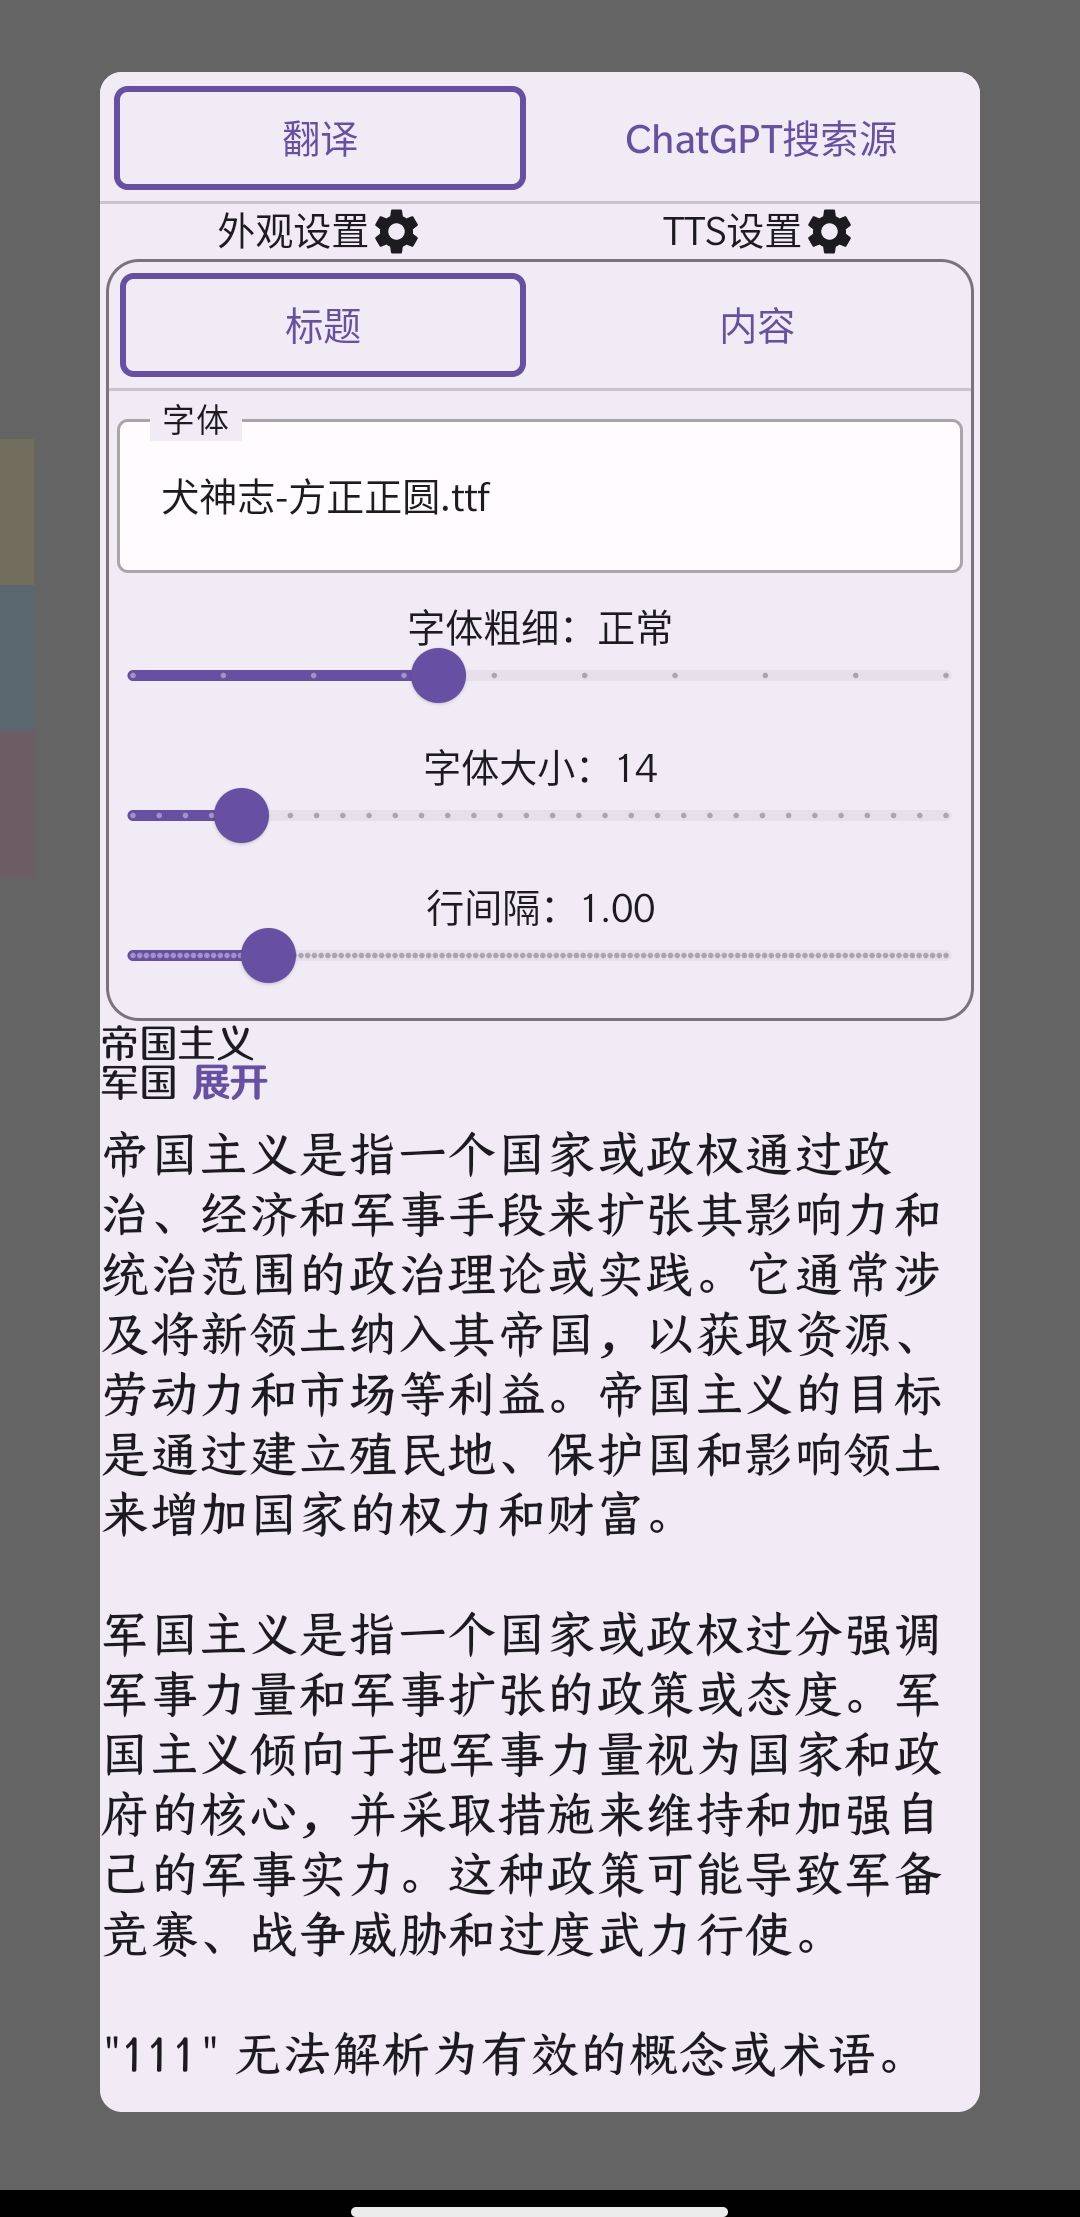 翻译
ChatGPT搜索源
外观设置
TTS设置
标题
内容
字体
犬神志-方正正圆.ttf
字体粗细：正常
字体大小：14
行间隔：1.00
帝国主义
军国 展开
帝国主义是指一个国家或政权通过政
治、经济和军事手段来扩张其影响力和
统治范围的政治理论或实践。它通常涉
及将新领土纳入其帝国，以获取资源、
劳动力和市场等利益。帝国主义的目标
是通过建立殖民地、保护国和影响领土
来增加国家的权力和财富。
军国主义是指一个国家或政权过分强调
军事力量和军事扩张的政策或态度。军
国主义倾向于把军事力量视为国家和政
府的核心，并采取措施来维持和加强自
己的军事实力。这种政策可能导致军备
竞赛、战争威胁和过度武力行使。
"111" 无法解析为有效的概念或术语。